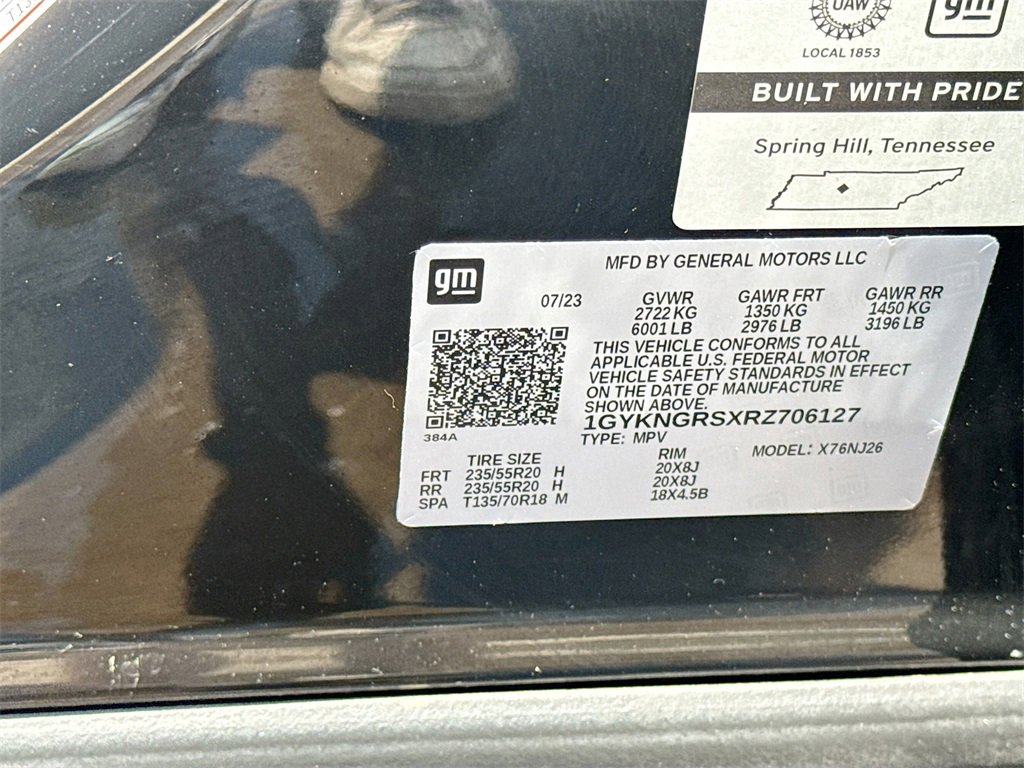 UAW
LOCAL 1853
gm
BUILT WITH PRIDE
Spring Hill, Tennessee
gm
MFD BY GENERAL MOTORS LLC
07/23
GVWR GAWR FRT GAWR RR
2722 KG 1350 KG 1450 KG
6001 LB 2976 LB 3196 LB
THIS VEHICLE CONFORMS TO ALL
APPLICABLE U.S. FEDERAL MOTOR
VEHICLE SAFETY STANDARDS IN EFFECT
ON THE DATE OF MANUFACTURE
SHOWN ABOVE.
1GYKNGRSXRZ706127
384A
TYPE: MPV MODEL: X76NJ26
TIRE SIZE RIM
FRT 235/55R20 H 20X8J
RR 235/55R20 H 20X8J
SPA T135/70R18 M 18X4.5B